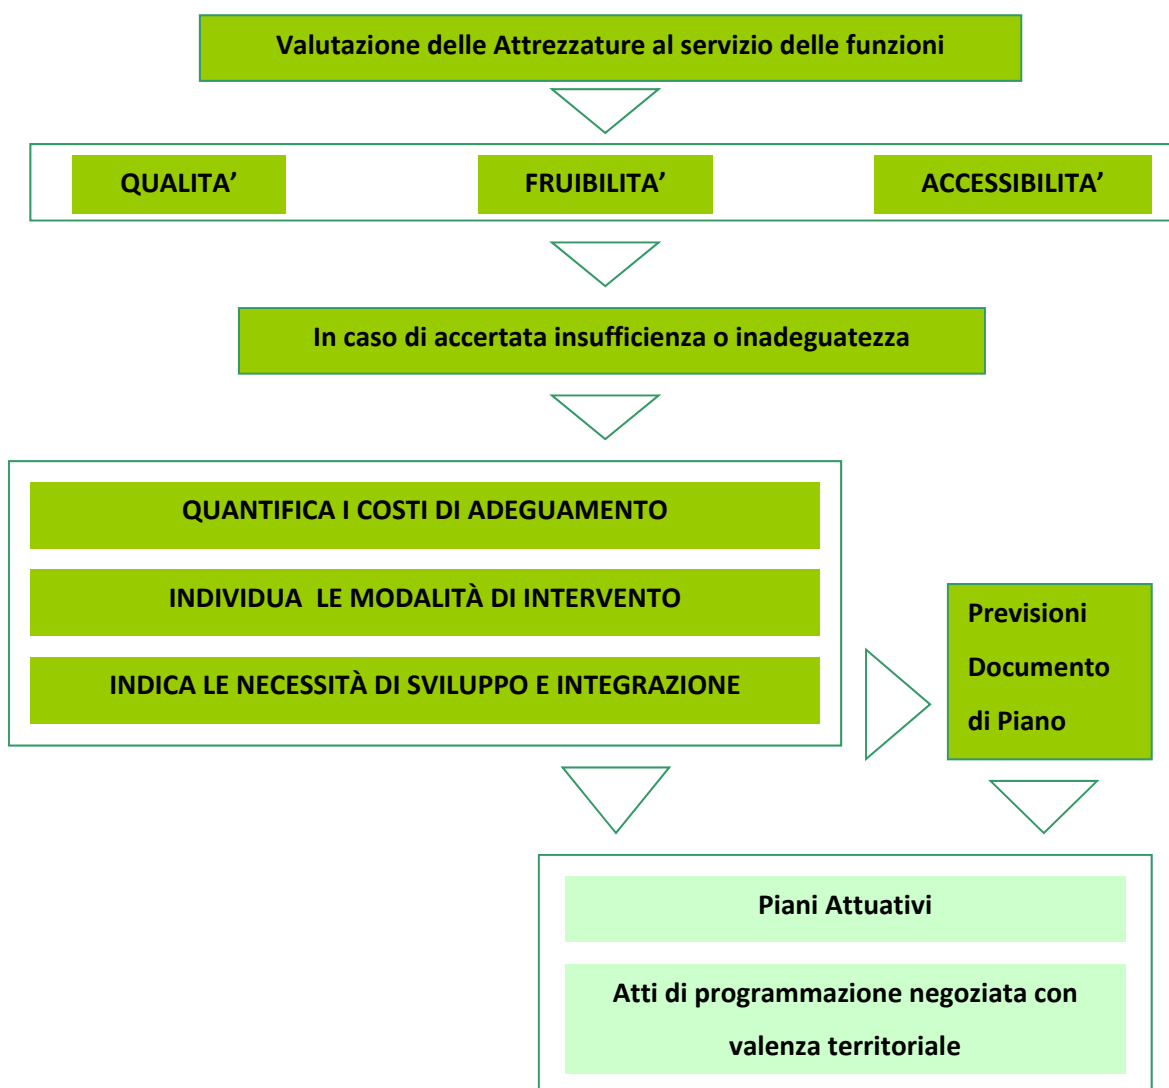 Valutazione delle Attrezzature al servizio delle funzioni
QUALITA’
FRUIBILITA’
ACCESSIBILITA’
In caso di accertata insufficienza o inadeguatezza
QUANTIFICA I COSTI DI ADEGUAMENTO
INDIVIDUA  LE MODALITÀ DI INTERVENTO
INDICA LE NECESSITÀ DI SVILUPPO E INTEGRAZIONE
Previsioni
Documento
di Piano
Piani Attuativi
Atti di programmazione negoziata con
valenza territoriale